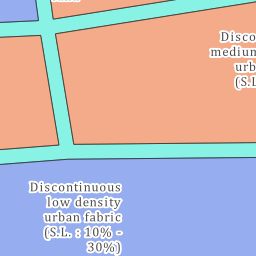 Disco
medium
urb
(S.L
Discontinuous
low density
urban fabric
(S.L. : 10% -
30%)